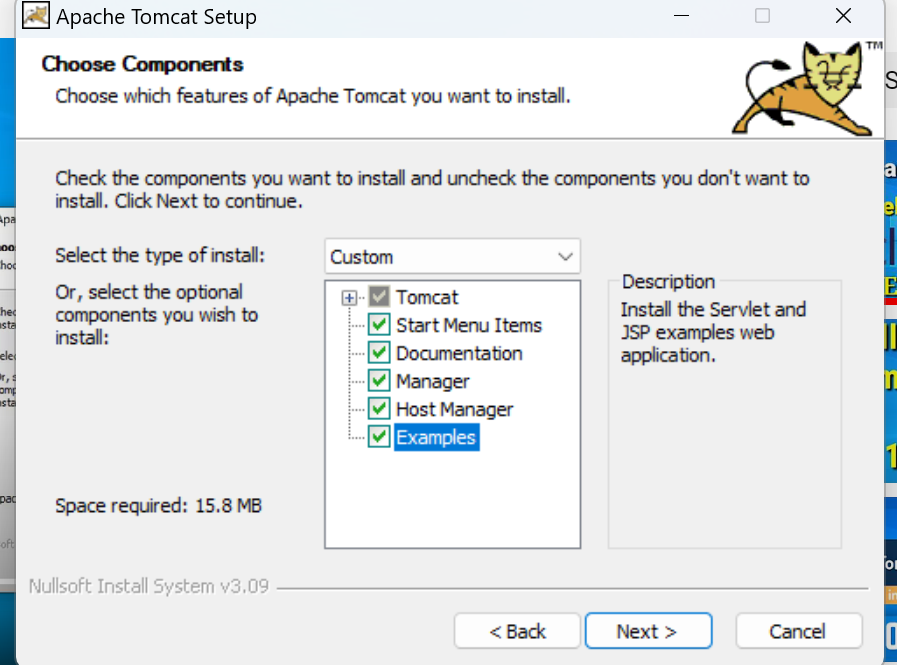 Apache Tomcat Setup
TM
Choose Components
Choose which features of Apache Tomcat you want to install.
Check the components you want to install and uncheck the components you don't want to
install. Click Next to continue.
Select the type of install:
Custom
Or, select the optional
components you wish to
install:
Tomcat
Start Menu Items
Documentation
Manager
Host Manager
Examples
Description
Install the Servlet and
JSP examples web
application.
Space required: 15.8 MB
Nullsoft Install System v3.09
< Back
Next >
Cancel